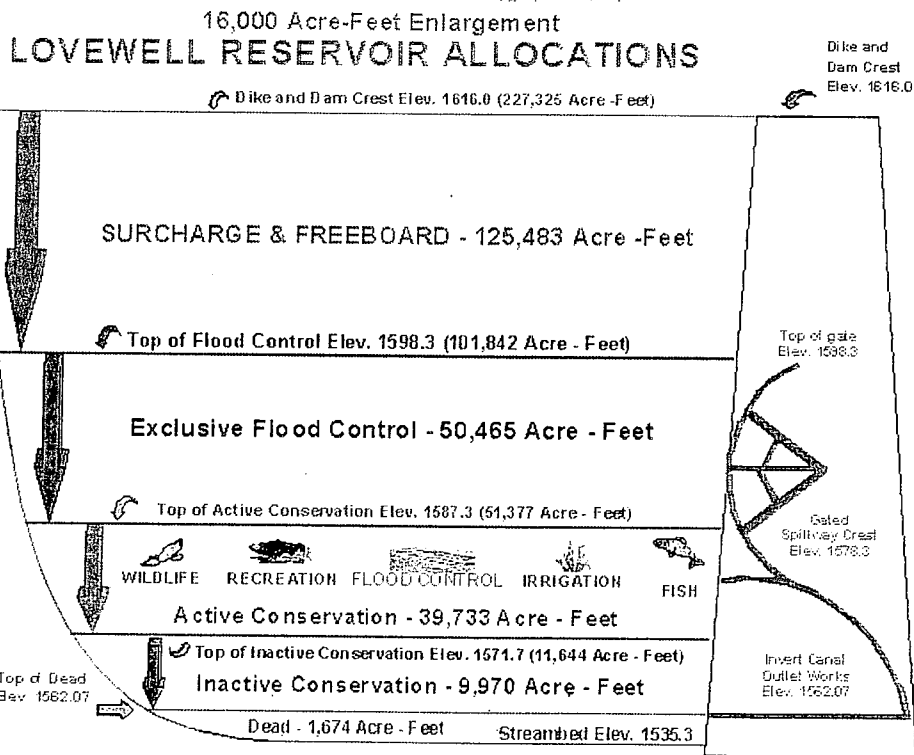 16,000 Acre-Feet Enlargement
LOVEWELL RESERVOIR ALLOCATIONS
Dike and
Dam Crest
Elev. 1616.0
Dike and Dam Crest Elev. 1616.0 (227,325 Acre -Feet)
SURCHARGE & FREEBOARD - 125,483 Acre -Feet
Top of Flood Control Elev. 1598.3 (101,842 Acre - Feet)
Top of gate
Elev. 1598.3
Exclusive Flood Control - 50,465 Acre - Feet
Top of Active Conservation Elev. 1587.3 (51,377 Acre - Feet)
Gated
Spillway Crest
Elev. 1578.3
WILDLIFE RECREATION FLOOD CONTROL IRRIGATION FISH
Active Conservation - 39,733 Acre - Feet
Top of Inactive Conservation Elev. 1571.7 (11,644 Acre - Feet)
Inactive Conservation - 9,970 Acre - Feet
Invert Canal
Outlet Works
Elev. 1562.07
Top of Dead
Elev. 1562.07
Dead - 1,674 Acre - Feet
Streambed Elev. 1535.3